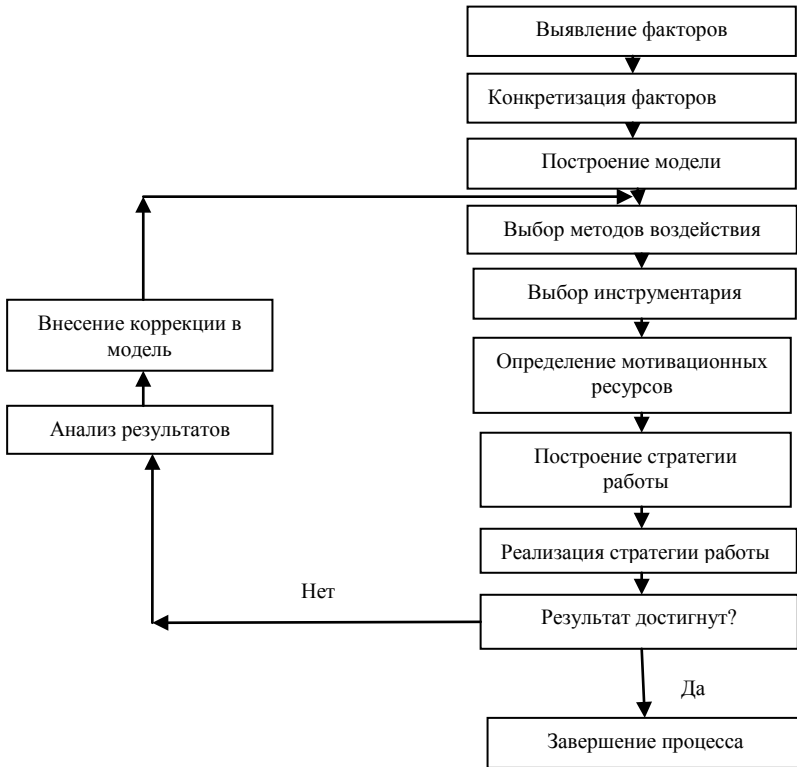 Выявление факторов
Конкретизация факторов
Построение модели
Выбор методов воздействия
Выбор инструментария
Внесение коррекции в
модель
Определение мотивационных
ресурсов
Анализ результатов
Построение стратегии
работы
Реализация стратегии работы
Нет
Результат достигнут?
Да
Завершение процесса